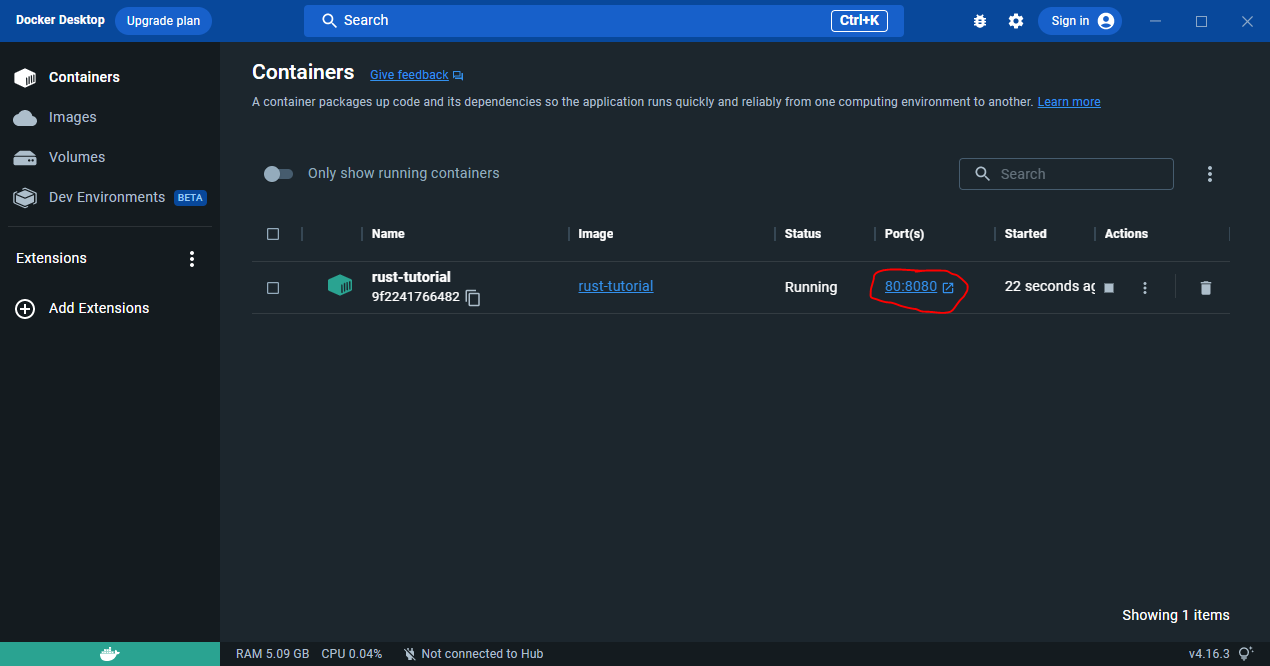 Docker Desktop Upgrade plan Search Ctrl+K Sign in
Containers
Images
Volumes
Dev Environments BETA
Extensions
Add Extensions
Containers Give feedback
A container packages up code and its dependencies so the application runs quickly and reliably from one computing environment to another. Learn more
Only show running containers Search
Name Image Status Port(s) Started Actions
rust-tutorial
9f2241766482
rust-tutorial Running 80:8080 22 seconds ag
Showing 1 items
RAM 5.09 GB CPU 0.04% Not connected to Hub v4.16.3